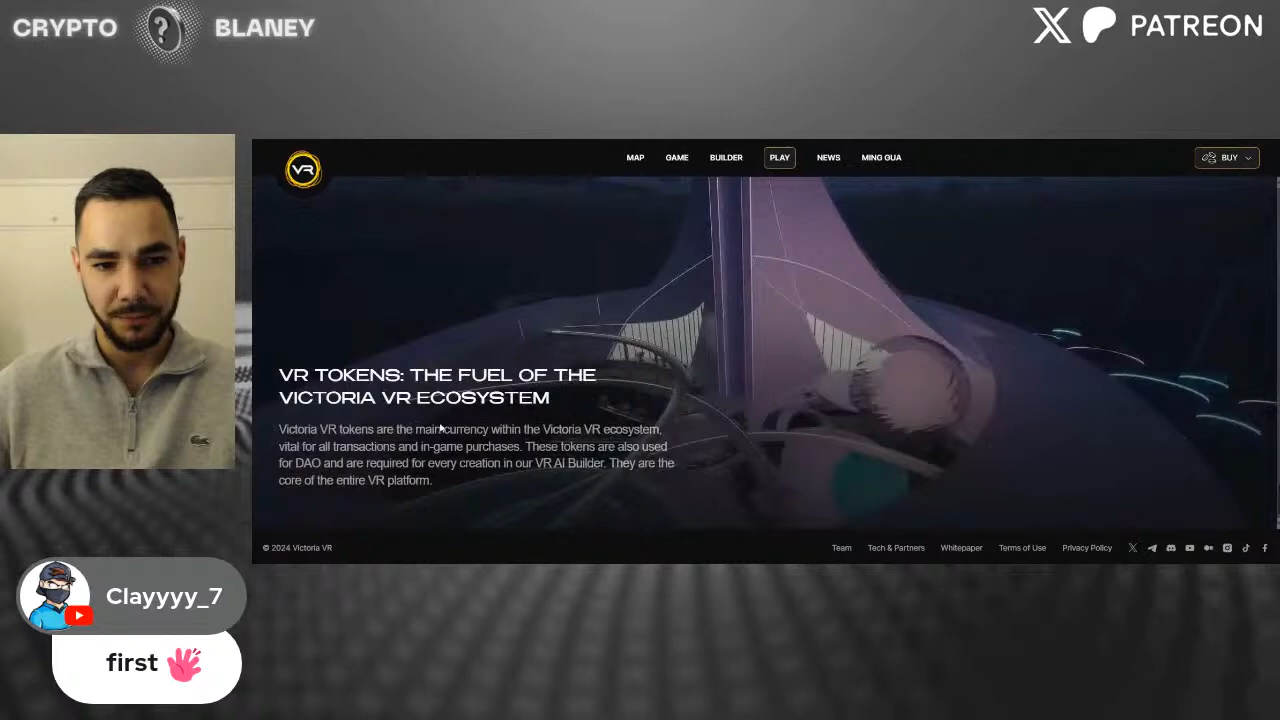 CRYPTO ? BLANEY
X PATREON
VR
MAP GAME BUILDER PLAY NEWS MING GUA
BUY
VR TOKENS: THE FUEL OF THE
VICTORIA VR ECOSYSTEM
Victoria VR tokens are the main currency within the Victoria VR ecosystem,
vital for all transactions and in-game purchases. These tokens are also used
for DAO and are required for every creation in our VR AI Builder. They are the
core of the entire VR platform.
© 2024 Victoria VR
Team Tech & Partners Whitepaper Terms of Use Privacy Policy
Clayyyy_7
first